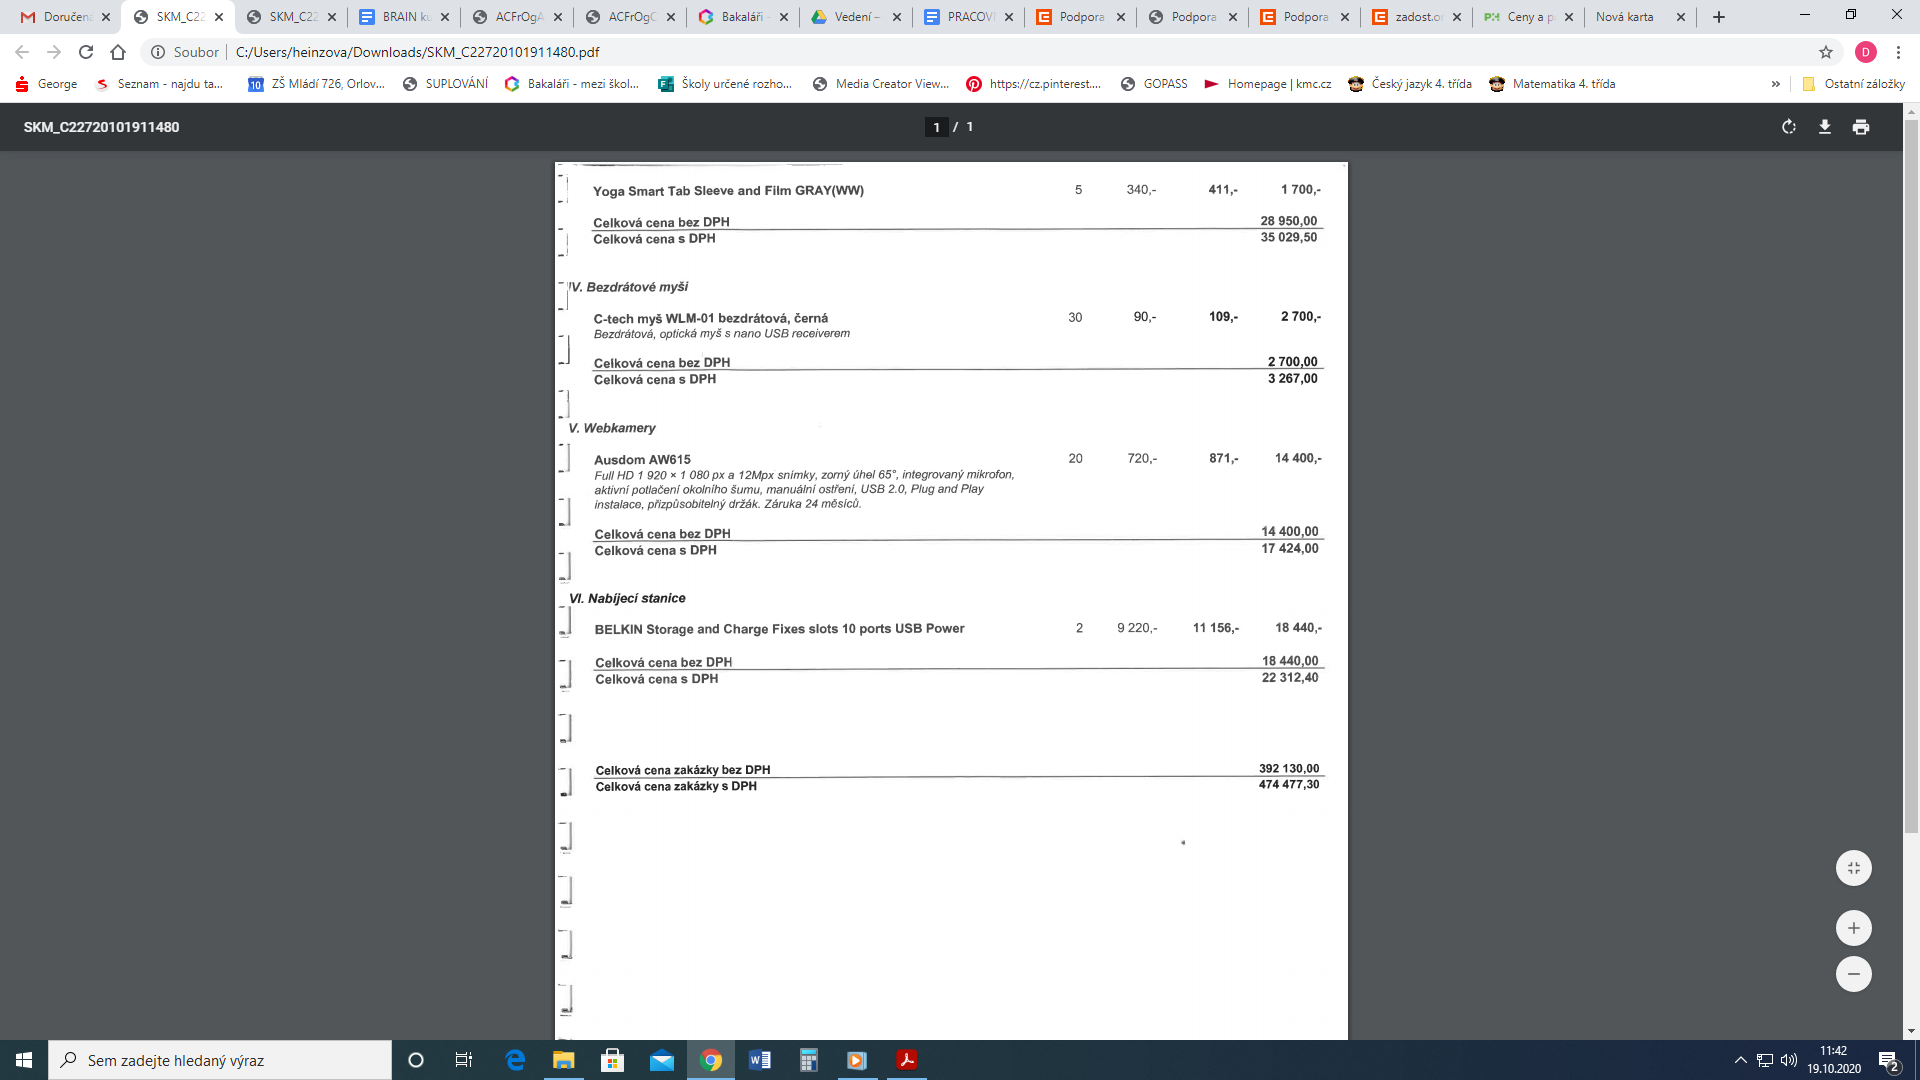 Doručena
SKM_C22
SKM_C22
BRAIN ku
ACFrOgA
ACFrOgC
Bakaláři -
Vedení –
PRACOV
Podpora
Podpora
Podpora
zadost.or
Ceny a p
Nová karta
Soubor
C:/Users/heinzova/Downloads/SKM_C22720101911480.pdf
George
Seznam - najdu ta...
ZŠ Mládí 726, Orlov...
SUPLOVÁNÍ
Bakaláři - mezi škol...
Školy určené rozho...
Media Creator View...
https://cz.pinterest....
GOPASS
Homepage | kmc.cz
Český jazyk 4. třída
Matematika 4. třída
»
Ostatní záložky
SKM_C22720101911480
1 / 1
Yoga Smart Tab Sleeve and Film GRAY(WW) 5 340,- 411,- 1 700,-
Celková cena bez DPH 28 950,00
Celková cena s DPH 35 029,50
IV. Bezdrátové myši
C-tech myš WLM-01 bezdrátová, černá 30 90,- 109,- 2 700,-
Bezdrátová, optická myš s nano USB receiverem
Celková cena bez DPH 2 700,00
Celková cena s DPH 3 267,00
V. Webkamery
Ausdom AW615 20 720,- 871,- 14 400,-
Full HD 1 920 × 1 080 px a 12Mpx snímky, zorný úhel 65°, integrovaný mikrofon,
aktivní potlačení okolního šumu, manuální ostření, USB 2.0, Plug and Play
instalace, přizpůsobitelný držák. Záruka 24 měsíců.
Celková cena bez DPH 14 400,00
Celková cena s DPH 17 424,00
VI. Nabíjecí stanice
BELKIN Storage and Charge Fixes slots 10 ports USB Power 2 9 220,- 11 156,- 18 440,-
Celková cena bez DPH 18 440,00
Celková cena s DPH 22 312,40
Celková cena zakázky bez DPH 392 130,00
Celková cena zakázky s DPH 474 477,30
Sem zadejte hledaný výraz
11:42
19.10.2020
2